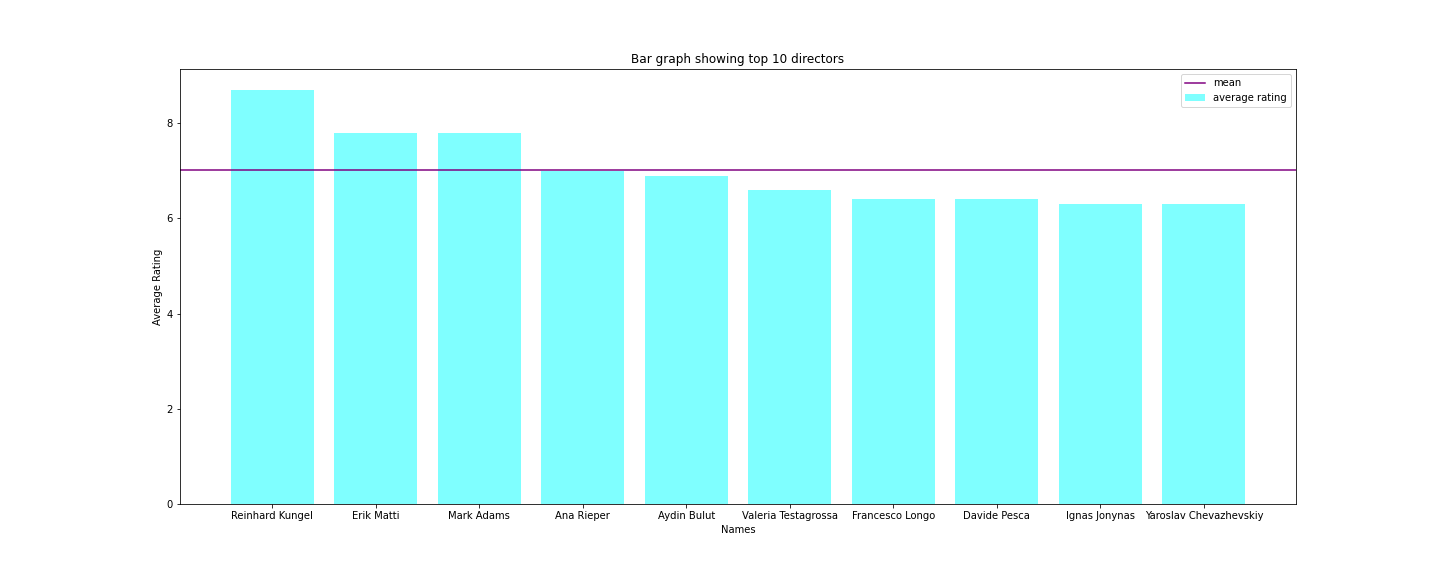 Bar graph showing top 10 directors
mean
average rating
8
6
4
2
0
Average Rating
Reinhard Kungel Erik Matti Mark Adams Ana Rieper Aydin Bulut Valeria Testagrossa Francesco Longo Davide Pesca Ignas Jonynas Yaroslav Chevazhevskiy
Names